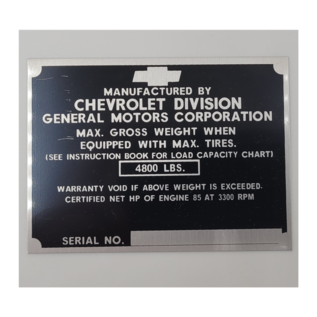 MANUFACTURED BY
CHEVROLET DIVISION
GENERAL MOTORS CORPORATION
MAX. GROSS WEIGHT WHEN
EQUIPPED WITH MAX. TIRES.
(SEE INSTRUCTION BOOK FOR LOAD CAPACITY CHART)
4800 LBS.
WARRANTY VOID IF ABOVE WEIGHT IS EXCEEDED.
CERTIFIED NET HP OF ENGINE 85 AT 3300 RPM
SERIAL NO.